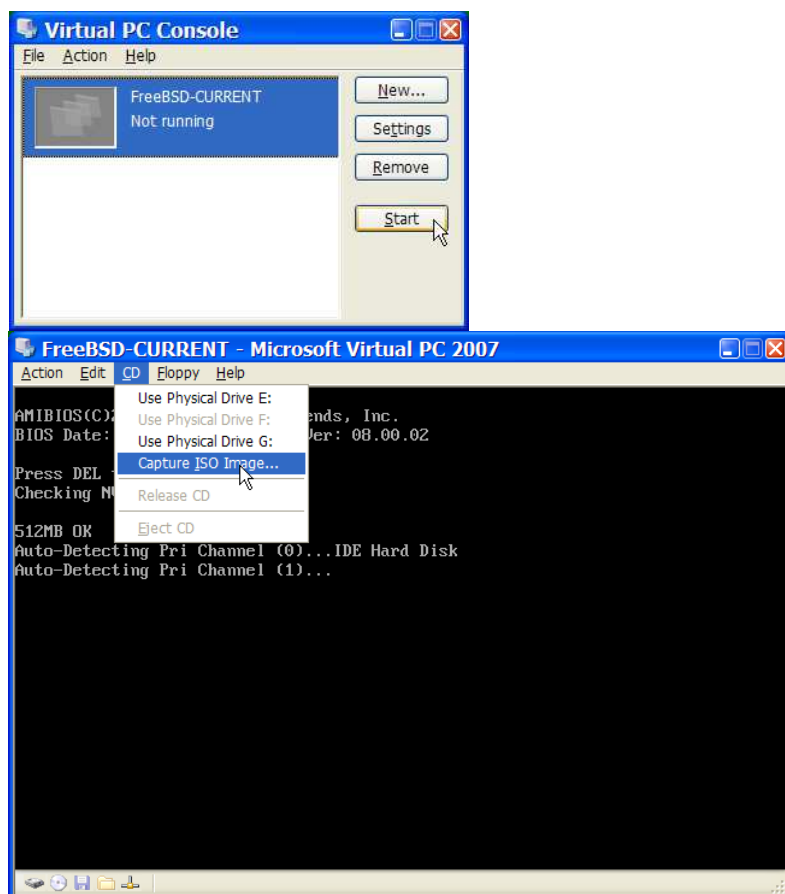 Virtual PC Console
File Action Help
FreeBSD-CURRENT
Not running
New...
Settings
Remove
Start
FreeBSD-CURRENT - Microsoft Virtual PC 2007
Action Edit CD Floppy Help
Use Physical Drive E:
Use Physical Drive F:
Use Physical Drive G:
Capture ISO Image...
Release CD
Eject CD
AMIBIOS(C) ends, Inc.
BIOS Date: Ver: 08.00.02
Press DEL
Checking
512MB OK
Auto-Detecting Pri Channel (0)...IDE Hard Disk
Auto-Detecting Pri Channel (1)...